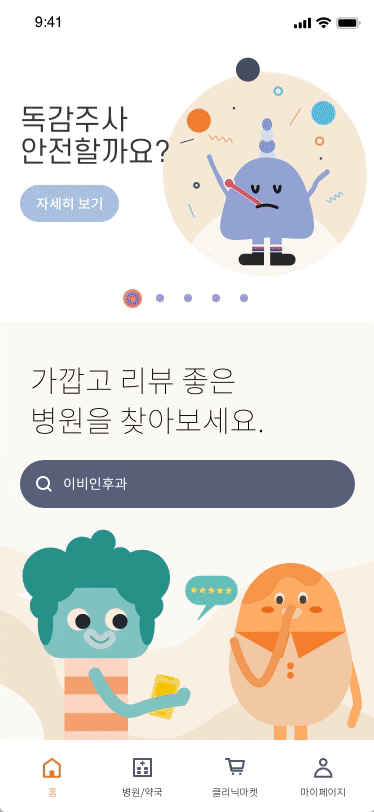 9:41
독감주사
안전할까요?
자세히 보기
가깝고 리뷰 좋은
병원을 찾아보세요.
이비인후과
홈
병원/약국
클리닉마켓
마이페이지